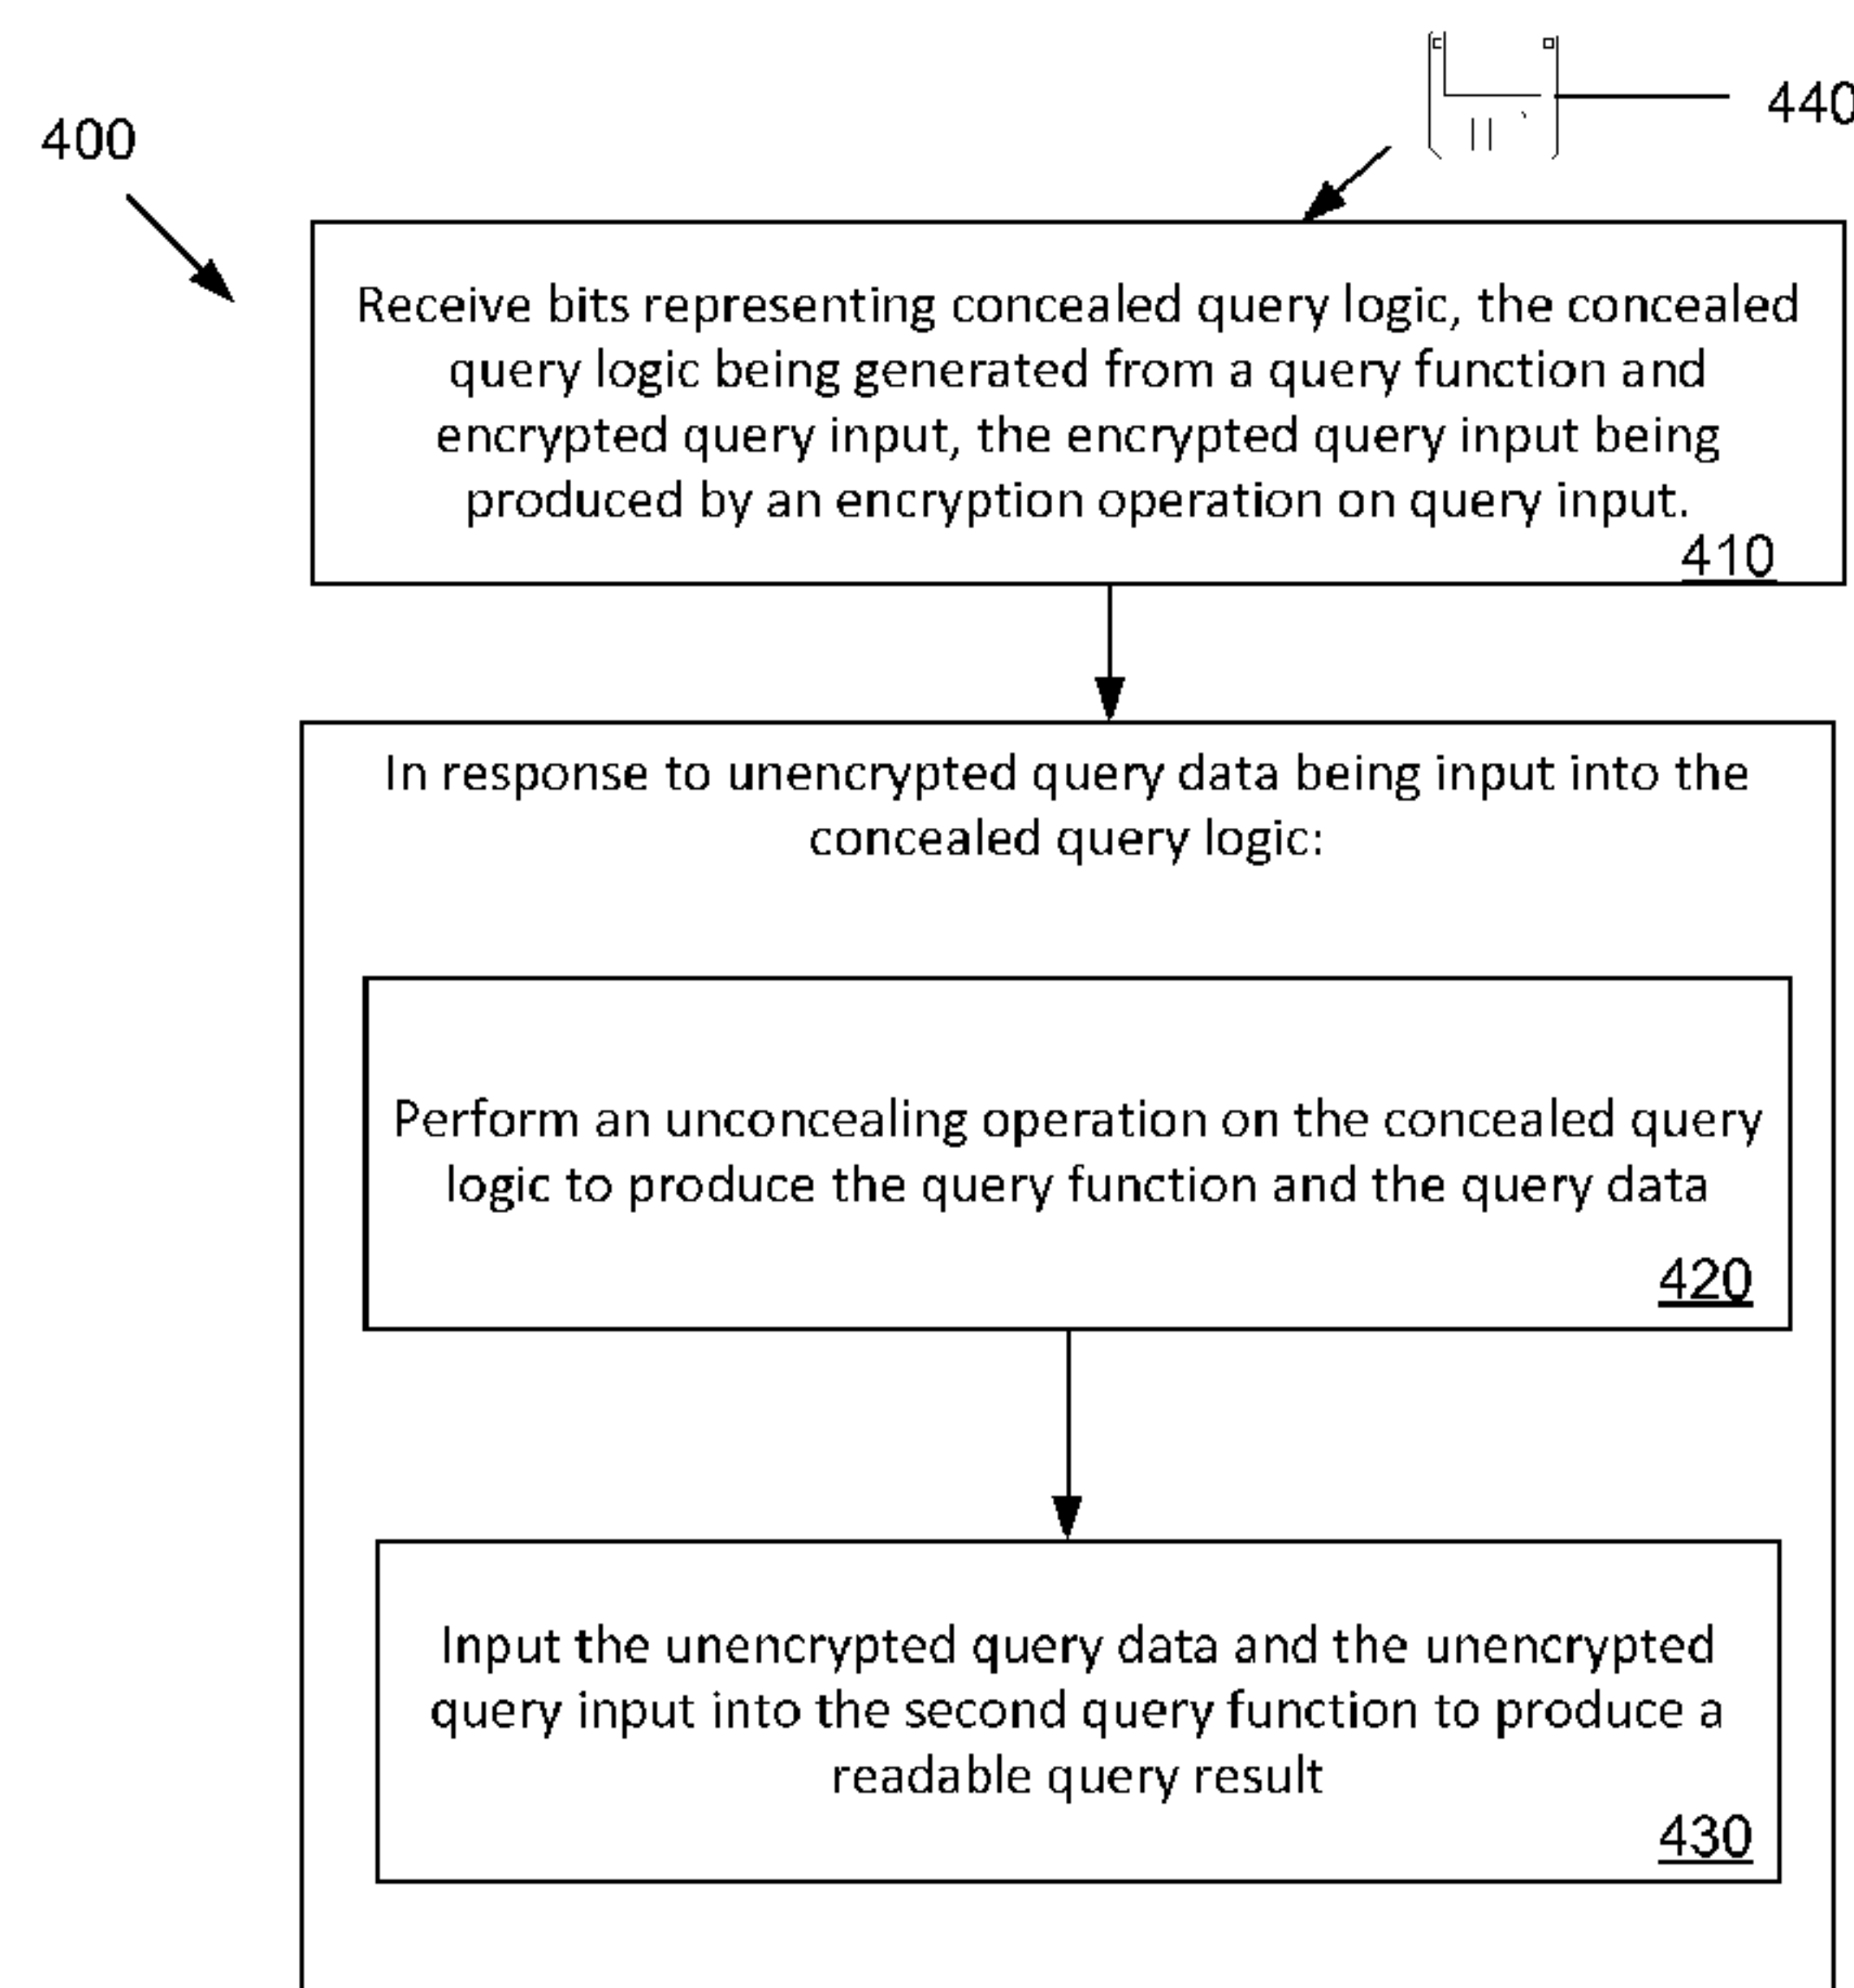 400
440
Receive bits representing concealed query logic, the concealed
query logic being generated from a query function and
encrypted query input, the encrypted query input being
produced by an encryption operation on query input.
410
In response to unencrypted query data being input into the
concealed query logic:
Perform an unconcealing operation on the concealed query
logic to produce the query function and the query data
420
Input the unencrypted query data and the unencrypted
query input into the second query function to produce a
readable query result
430